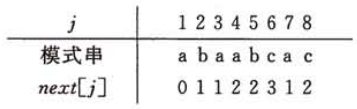 j 1 2 3 4 5 6 7 8
模式串 a b a a b c a c
next[j] 0 1 1 2 2 3 1 2